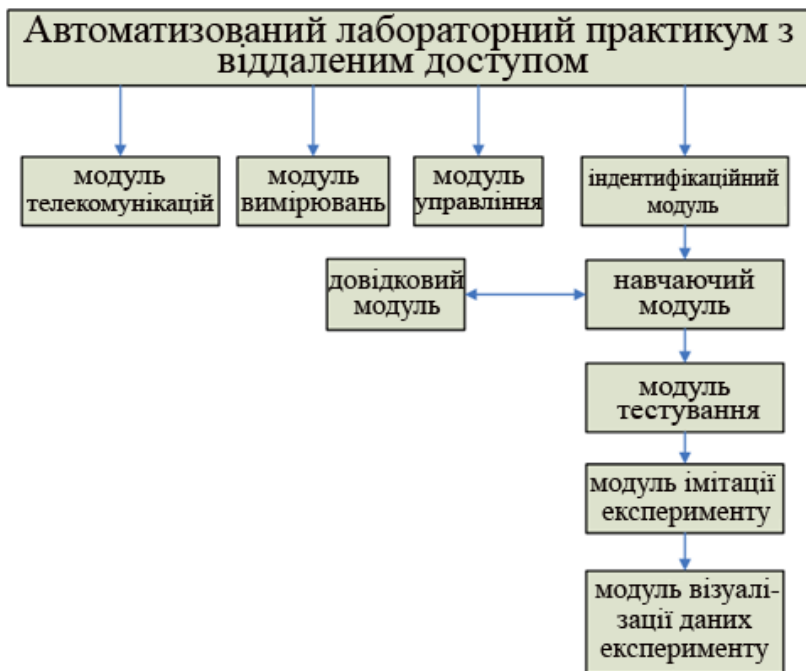 Автоматизований лабораторний практикум з
віддаленим доступом
модуль
телекомунікацій
модуль
вимірювань
модуль
управління
індентифікаційний
модуль
довідковий
модуль
навчаючий
модуль
модуль
тестування
модуль імітації
експерименту
модуль візуалі-
зації даних
експерименту